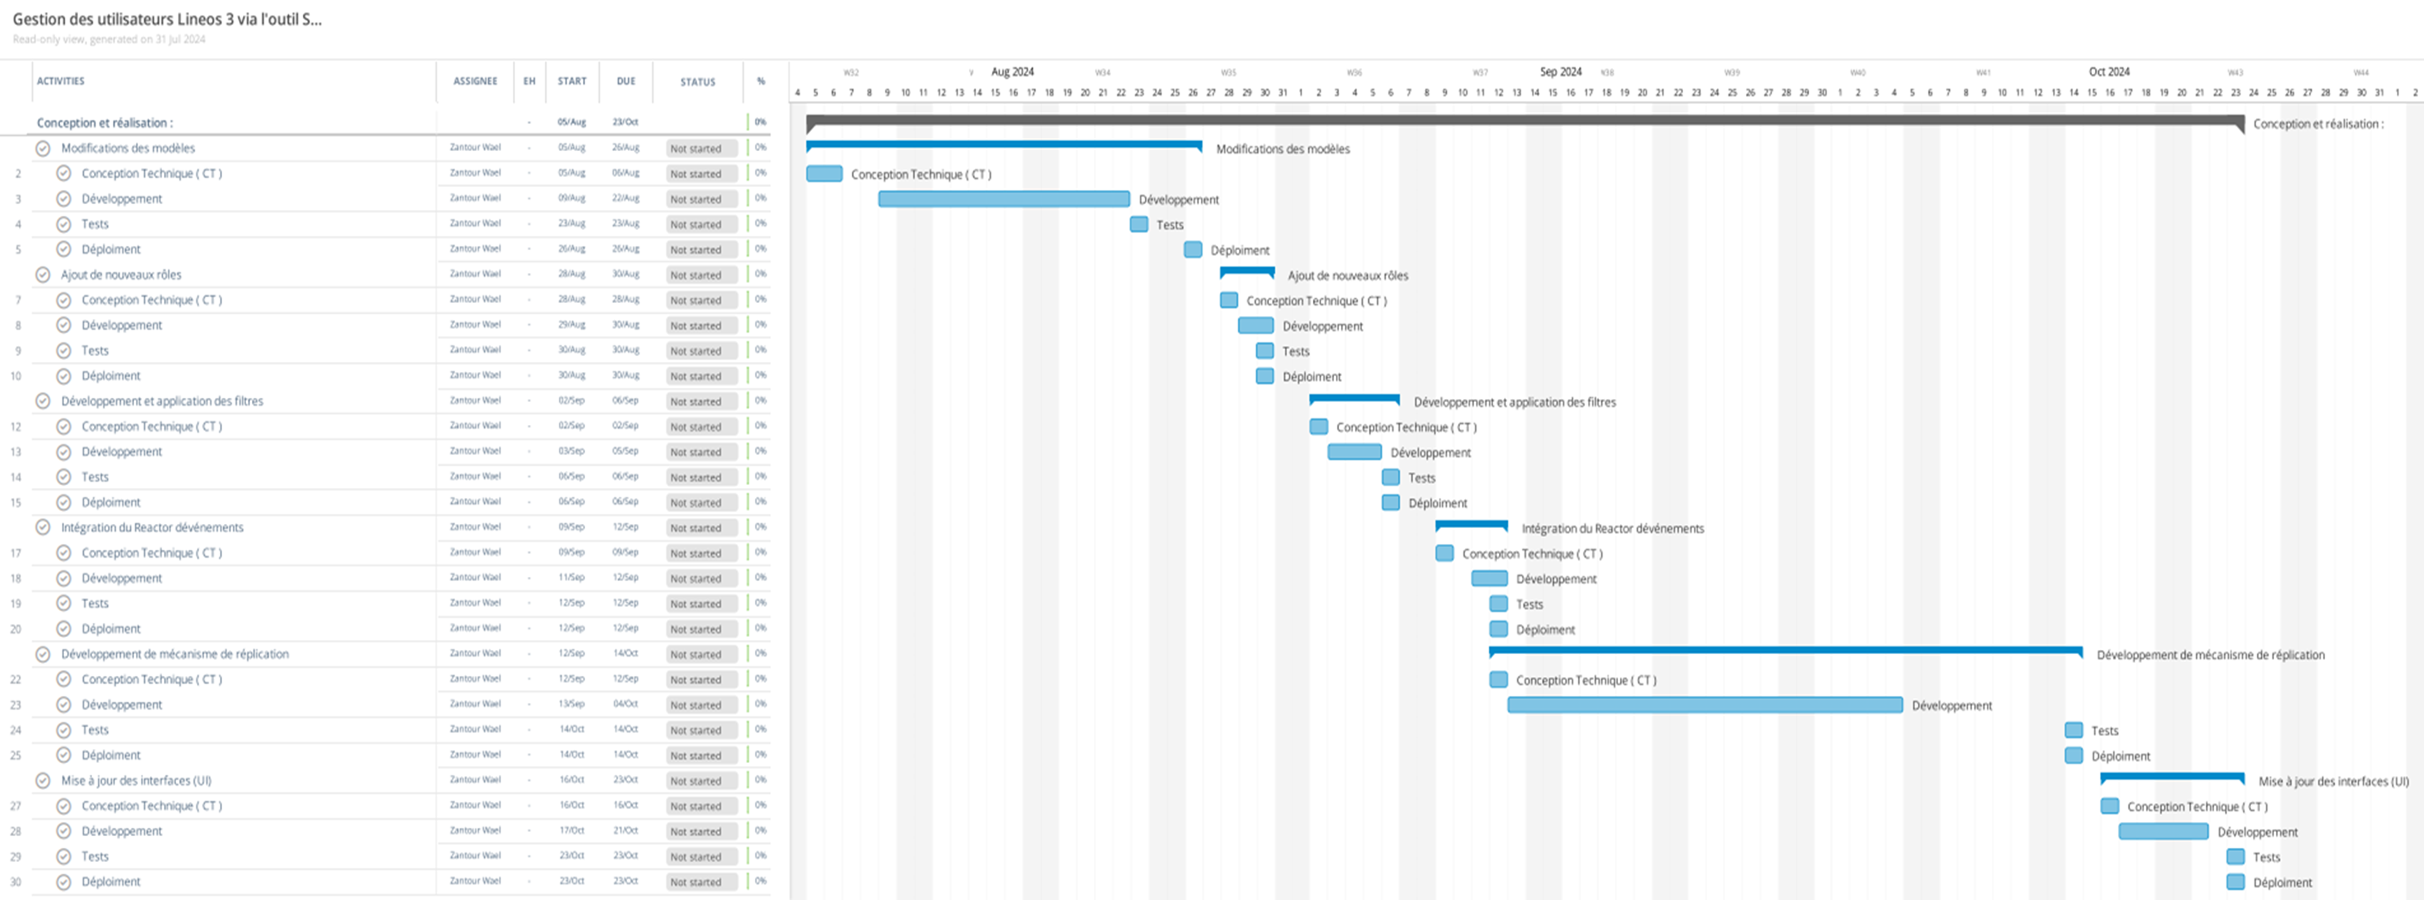 Gestion des utilisateurs Lineos 3 via l'outil S...
Read-only view, generated on 31 Jul 2024
ACTIVITIES ASSIGNEE EH START DUE STATUS %
W32 V Aug 2024 W34 W35 W36 W37 Sep 2024 W38 W39 W40 W41 Oct 2024 W43 W44
4 5 6 7 8 9 10 11 12 13 14 15 16 17 18 19 20 21 22 23 24 25 26 27 28 29 30 31 1 2 3 4 5 6 7 8 9 10 11 12 13 14 15 16 17 18 19 20 21 22 23 24 25 26 27 28 29 30 1 2 3 4 5 6 7 8 9 10 11 12 13 14 15 16 17 18 19 20 21 22 23 24 25 26 27 28 29 30 31 1 2
Conception et réalisation : - 05/Aug 23/Oct 0% Conception et réalisation :
Modifications des modèles Zantour Wael - 05/Aug 26/Aug Not started 0% Modifications des modèles
2 Conception Technique ( CT ) Zantour Wael - 05/Aug 06/Aug Not started 0% Conception Technique ( CT )
3 Développement Zantour Wael - 09/Aug 22/Aug Not started 0% Développement
4 Tests Zantour Wael - 23/Aug 23/Aug Not started 0% Tests
5 Déploiment Zantour Wael - 26/Aug 26/Aug Not started 0% Déploiment
Ajout de nouveaux rôles Zantour Wael - 28/Aug 30/Aug Not started 0% Ajout de nouveaux rôles
7 Conception Technique ( CT ) Zantour Wael - 28/Aug 28/Aug Not started 0% Conception Technique ( CT )
8 Développement Zantour Wael - 29/Aug 30/Aug Not started 0% Développement
9 Tests Zantour Wael - 30/Aug 30/Aug Not started 0% Tests
10 Déploiment Zantour Wael - 30/Aug 30/Aug Not started 0% Déploiment
Développement et application des filtres Zantour Wael - 02/Sep 06/Sep Not started 0% Développement et application des filtres
12 Conception Technique ( CT ) Zantour Wael - 02/Sep 02/Sep Not started 0% Conception Technique ( CT )
13 Développement Zantour Wael - 03/Sep 05/Sep Not started 0% Développement
14 Tests Zantour Wael - 06/Sep 06/Sep Not started 0% Tests
15 Déploiment Zantour Wael - 06/Sep 06/Sep Not started 0% Déploiment
Intégration du Reactor dévénements Zantour Wael - 09/Sep 12/Sep Not started 0% Intégration du Reactor dévénements
17 Conception Technique ( CT ) Zantour Wael - 09/Sep 09/Sep Not started 0% Conception Technique ( CT )
18 Développement Zantour Wael - 11/Sep 12/Sep Not started 0% Développement
19 Tests Zantour Wael - 12/Sep 12/Sep Not started 0% Tests
20 Déploiment Zantour Wael - 12/Sep 12/Sep Not started 0% Déploiment
Développement de mécanisme de réplication Zantour Wael - 12/Sep 14/Oct Not started 0% Développement de mécanisme de réplication
22 Conception Technique ( CT ) Zantour Wael - 12/Sep 12/Sep Not started 0% Conception Technique ( CT )
23 Développement Zantour Wael - 13/Sep 04/Oct Not started 0% Développement
24 Tests Zantour Wael - 14/Oct 14/Oct Not started 0% Tests
25 Déploiment Zantour Wael - 14/Oct 14/Oct Not started 0% Déploiment
Mise à jour des interfaces (UI) Zantour Wael - 16/Oct 23/Oct Not started 0% Mise à jour des interfaces (UI)
27 Conception Technique ( CT ) Zantour Wael - 16/Oct 16/Oct Not started 0% Conception Technique ( CT )
28 Développement Zantour Wael - 17/Oct 21/Oct Not started 0% Développement
29 Tests Zantour Wael - 23/Oct 23/Oct Not started 0% Tests
30 Déploiment Zantour Wael - 23/Oct 23/Oct Not started 0% Déploiment